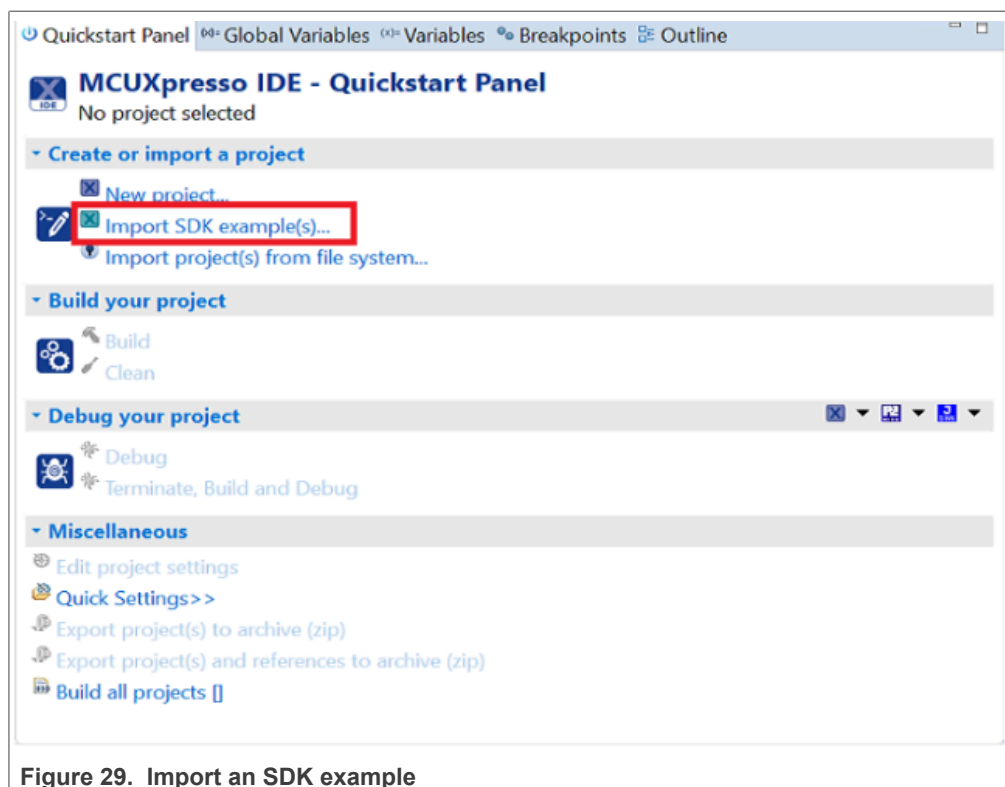 Quickstart Panel (x)= Global Variables (x)= Variables Breakpoints Outline
MCUXpresso IDE - Quickstart Panel
IDE
No project selected
Create or import a project
New project...
Import SDK example(s)...
Import project(s) from file system...
Build your project
Build
Clean
Debug your project
Debug
Terminate, Build and Debug
Miscellaneous
Edit project settings
Quick Settings>>
Export project(s) to archive (zip)
Export project(s) and references to archive (zip)
Build all projects []
Figure 29. Import an SDK example